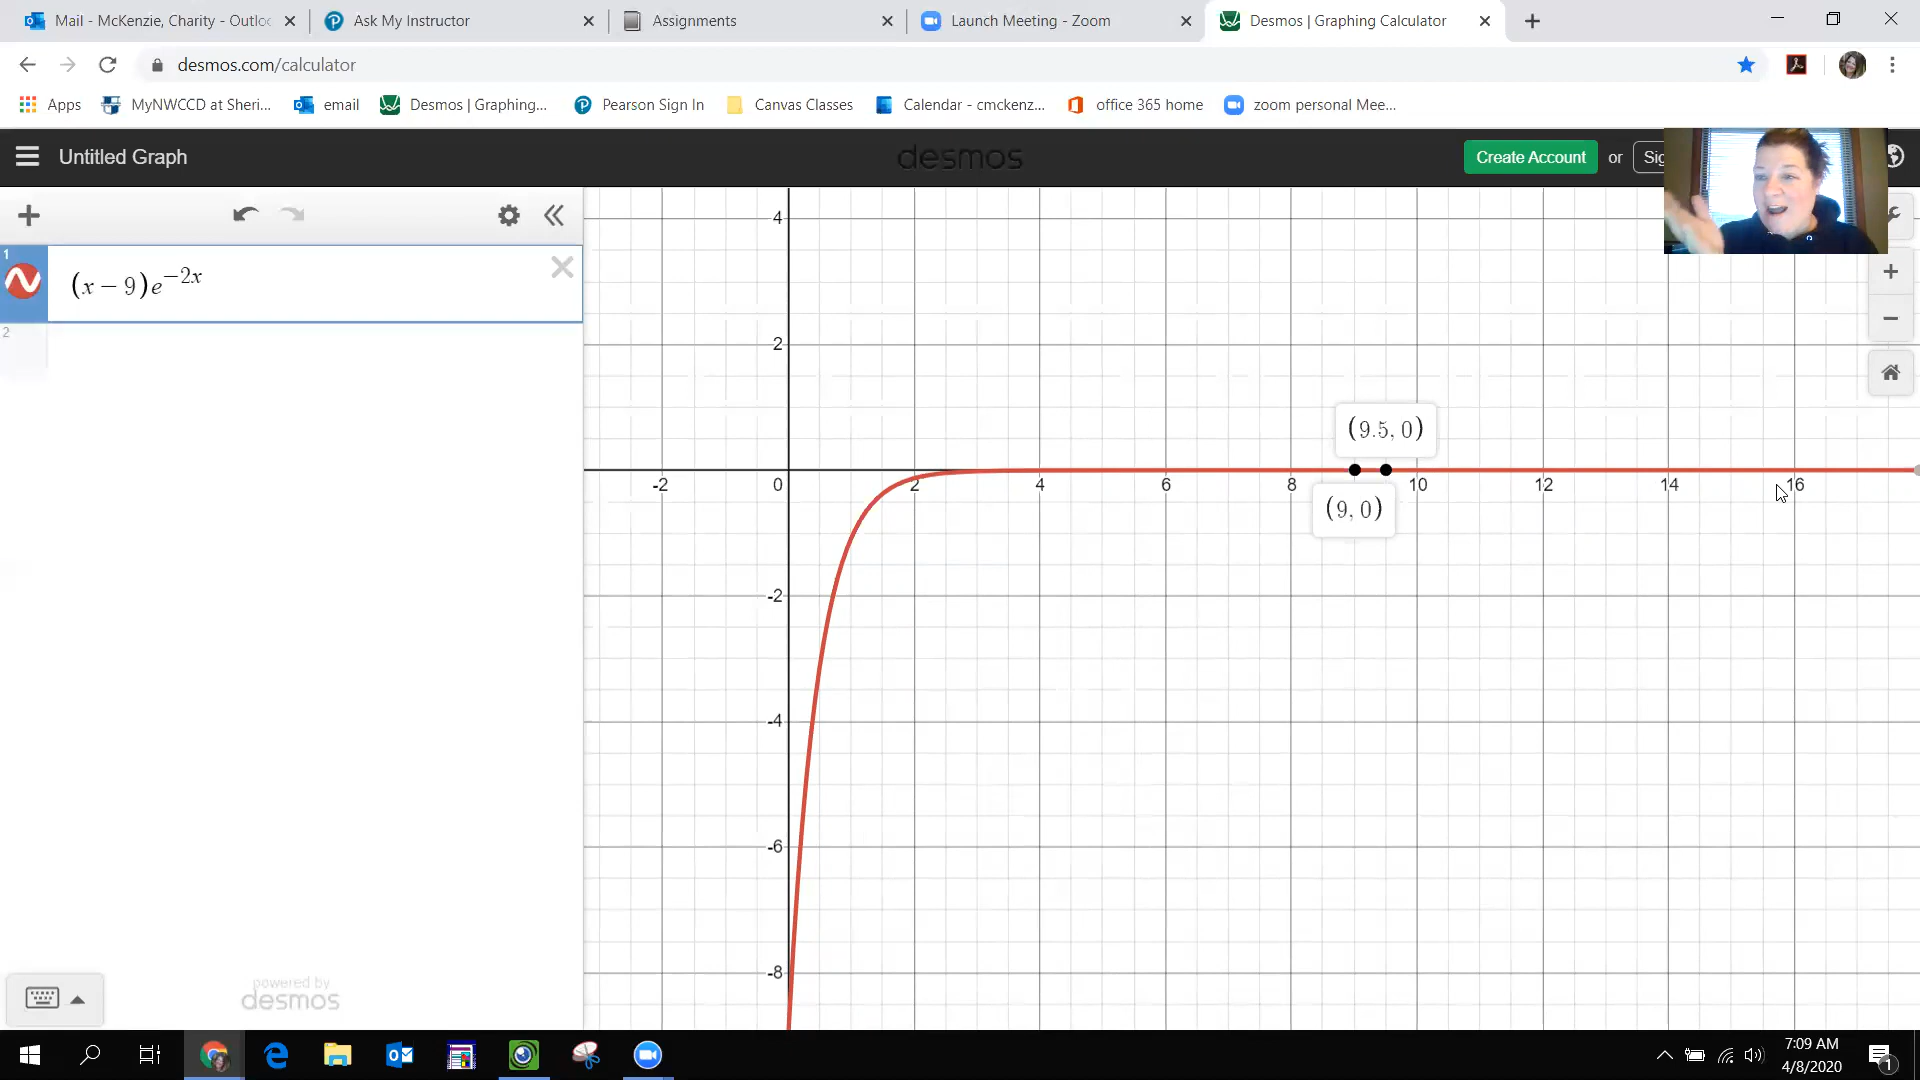 Mail - McKenzie, Charity - Outloo
Ask My Instructor
Assignments
Launch Meeting - Zoom
Desmos | Graphing Calculator
desmos.com/calculator
Apps
MyNWCCD at Sheri...
email
Desmos | Graphing...
Pearson Sign In
Canvas Classes
Calendar - cmckenz...
office 365 home
zoom personal Mee...
Untitled Graph
desmos
Create Account
or
Sig
1
(x − 9)e^−2x
2
4
2
-2
0
2
4
6
8
10
12
14
16
(9.5, 0)
(9, 0)
-2
-4
-6
-8
powered by
desmos
7:09 AM
4/8/2020
1